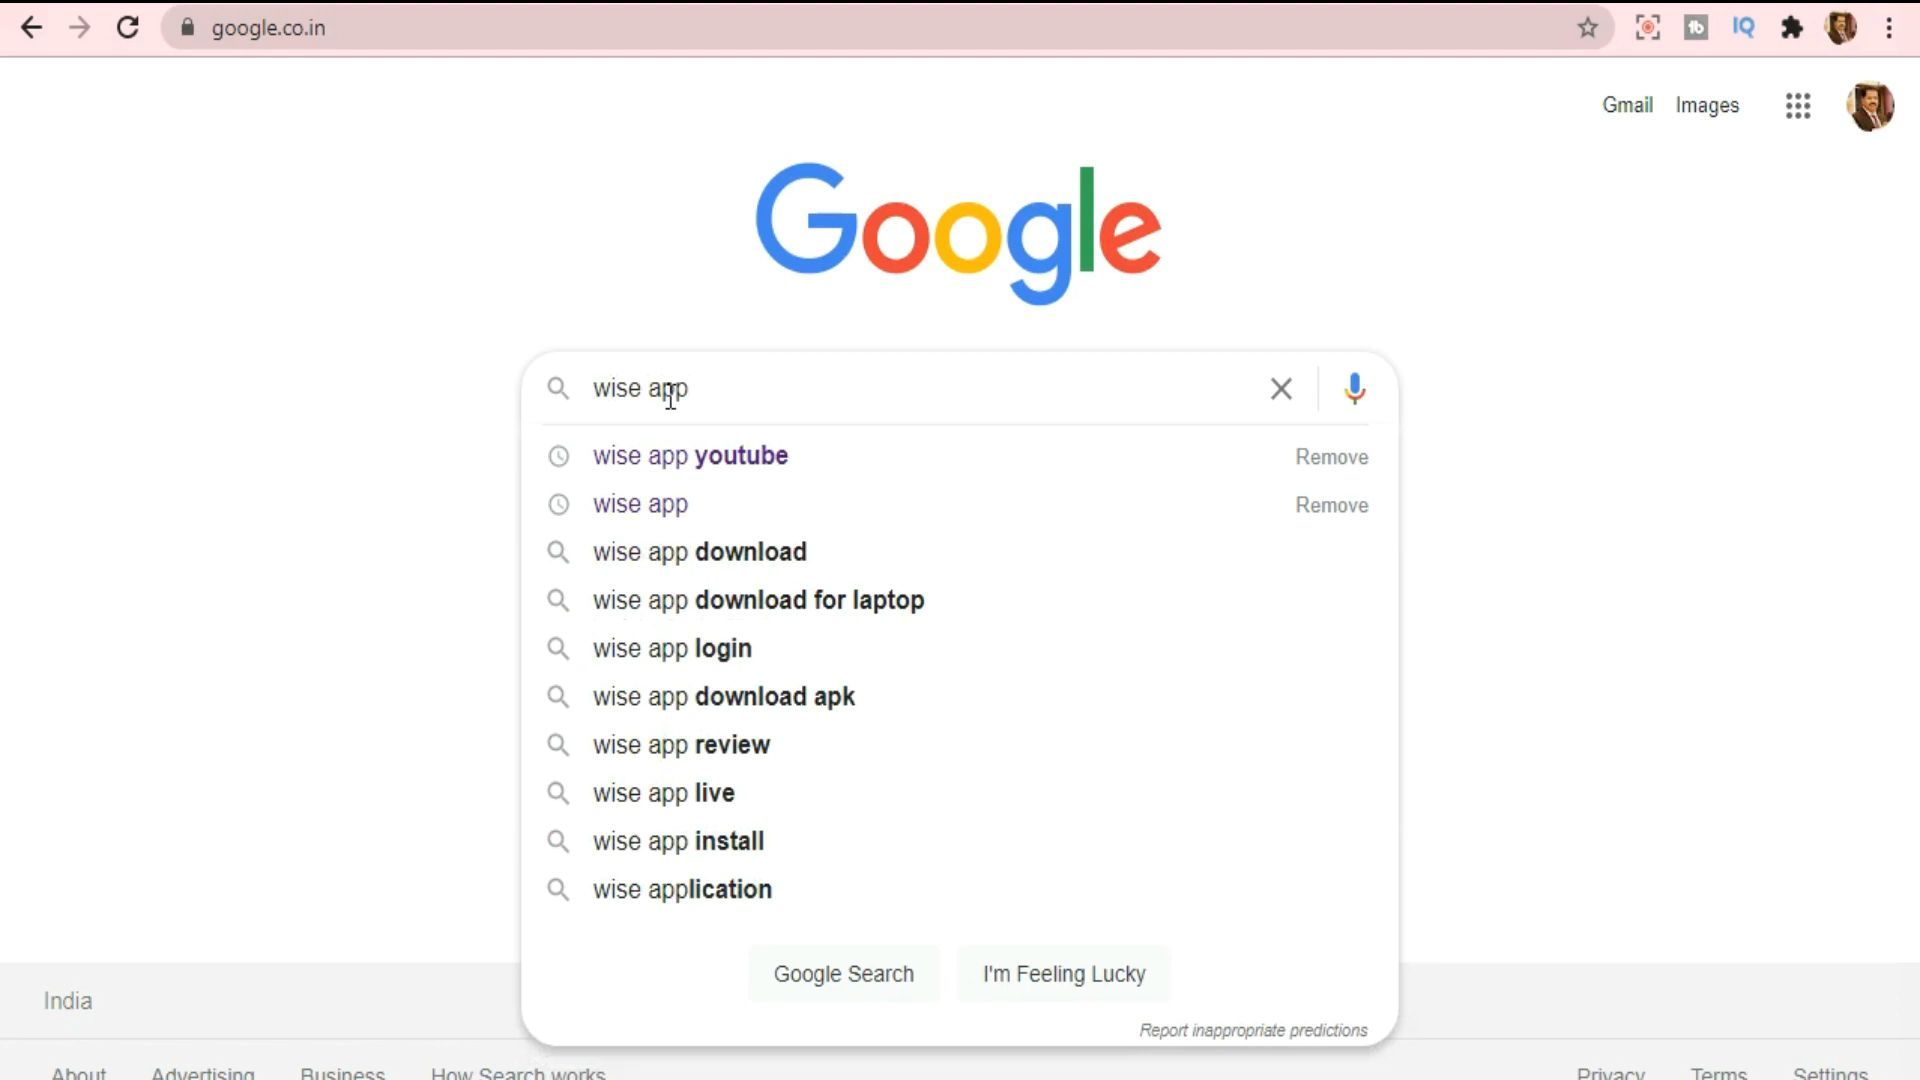 google.co.in
tb
IQ
Gmail Images
Google
wise app
wise app youtube Remove
wise app Remove
wise app download
wise app download for laptop
wise app login
wise app download apk
wise app review
wise app live
wise app install
wise application
Google Search I'm Feeling Lucky
India
Report inappropriate predictions
About Advertising Business How Search works Privacy Terms Settings